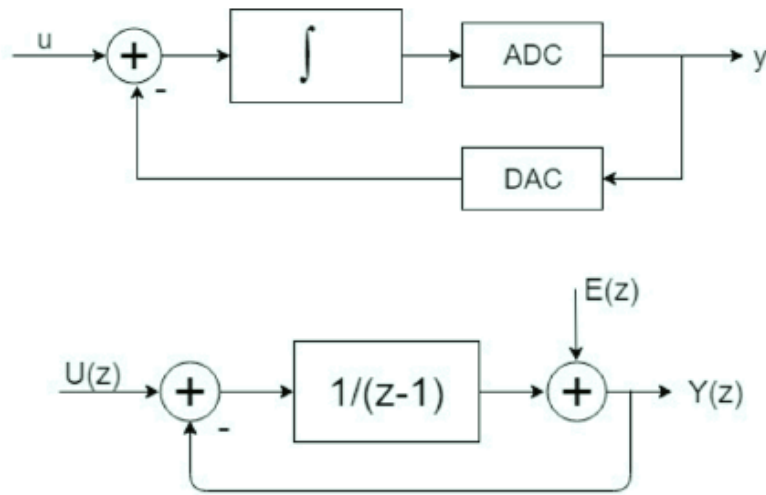 u
+
-
∫
ADC
y
DAC
E(z)
U(z)
+
-
1/(z-1)
+
Y(z)